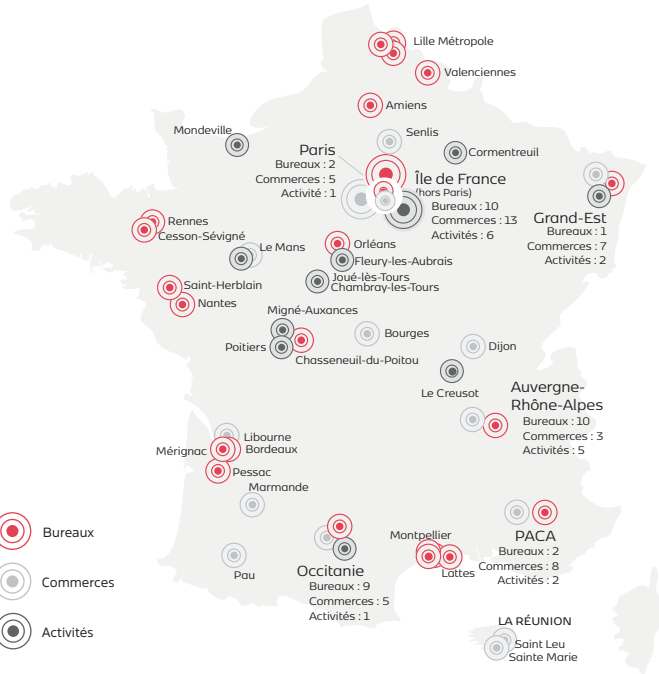 Lille Métropole
Valenciennes
Amiens
Mondeville
Senlis
Cormentreuil
Paris
Bureaux : 2
Commerces : 5
Activité : 1
Île de France
(hors Paris)
Bureaux : 10
Commerces : 13
Activités : 6
Grand-Est
Bureaux : 1
Commerces : 7
Activités : 2
Rennes
Cesson-Sévigné
Le Mans
Orléans
Fleury-les-Aubrais
Joué-lès-Tours
Chambray-les-Tours
Saint-Herblain
Nantes
Migné-Auxances
Poitiers
Chasseneuil-du-Poitou
Bourges
Dijon
Le Creusot
Auvergne-
Rhône-Alpes
Bureaux : 10
Commerces : 3
Activités : 5
Libourne
Mérignac
Bordeaux
Pessac
Marmande
Pau
Occitanie
Bureaux : 9
Commerces : 5
Activités : 1
Montpellier
Lattes
PACA
Bureaux : 2
Commerces : 8
Activités : 2
Bureaux
Commerces
Activités
LA RÉUNION
Saint Leu
Sainte Marie